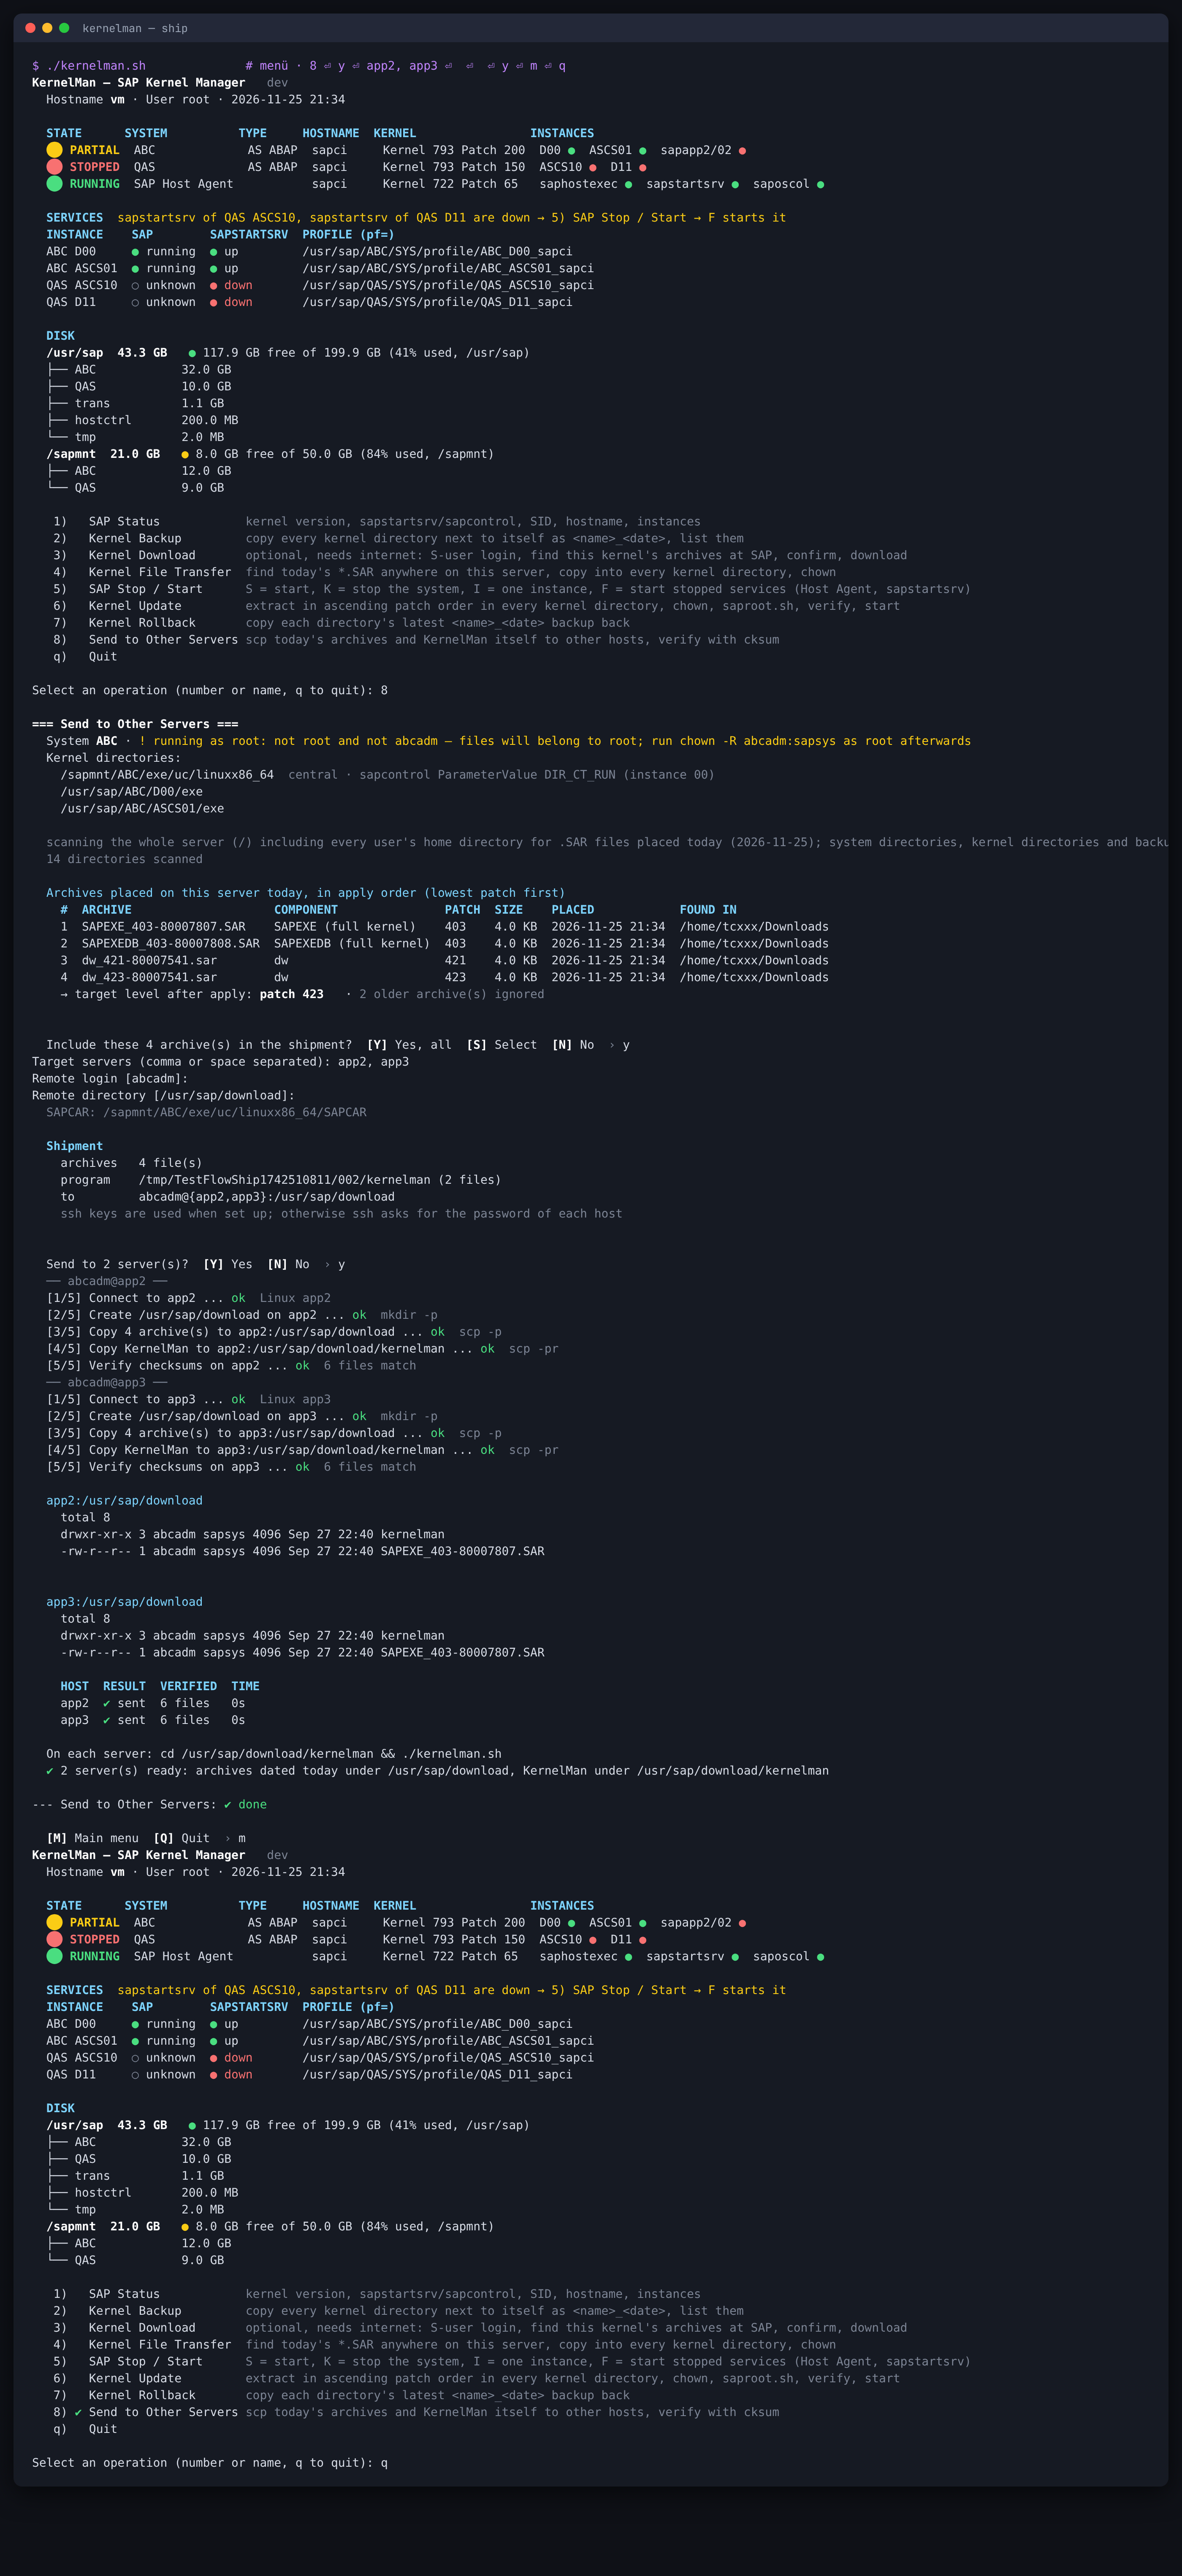 kernelman — ship
$ ./kernelman.sh # menü · 8 ⏎ y ⏎ app2, app3 ⏎ ⏎ ⏎ y ⏎ m ⏎ q
KernelMan — SAP Kernel Manager dev
Hostname vm · User root · 2026-11-25 21:34
STATE SYSTEM TYPE HOSTNAME KERNEL INSTANCES
● PARTIAL ABC AS ABAP sapci Kernel 793 Patch 200 D00 ● ASCS01 ● sapapp2/02 ●
● STOPPED QAS AS ABAP sapci Kernel 793 Patch 150 ASCS10 ● D11 ●
● RUNNING SAP Host Agent sapci Kernel 722 Patch 65 saphostexec ● sapstartsrv ● saposcol ●
SERVICES sapstartsrv of QAS ASCS10, sapstartsrv of QAS D11 are down → 5) SAP Stop / Start → F starts it
INSTANCE SAP SAPSTARTSRV PROFILE (pf=)
ABC D00 ● running ● up /usr/sap/ABC/SYS/profile/ABC_D00_sapci
ABC ASCS01 ● running ● up /usr/sap/ABC/SYS/profile/ABC_ASCS01_sapci
QAS ASCS10 ○ unknown ● down /usr/sap/QAS/SYS/profile/QAS_ASCS10_sapci
QAS D11 ○ unknown ● down /usr/sap/QAS/SYS/profile/QAS_D11_sapci
DISK
/usr/sap 43.3 GB ● 117.9 GB free of 199.9 GB (41% used, /usr/sap)
├── ABC 32.0 GB
├── QAS 10.0 GB
├── trans 1.1 GB
├── hostctrl 200.0 MB
└── tmp 2.0 MB
/sapmnt 21.0 GB ● 8.0 GB free of 50.0 GB (84% used, /sapmnt)
├── ABC 12.0 GB
└── QAS 9.0 GB
1) SAP Status kernel version, sapstartsrv/sapcontrol, SID, hostname, instances
2) Kernel Backup copy every kernel directory next to itself as <name>_<date>, list them
3) Kernel Download optional, needs internet: S-user login, find this kernel's archives at SAP, confirm, download
4) Kernel File Transfer find today's *.SAR anywhere on this server, copy into every kernel directory, chown
5) SAP Stop / Start S = start, K = stop the system, I = one instance, F = start stopped services (Host Agent, sapstartsrv)
6) Kernel Update extract in ascending patch order in every kernel directory, chown, saproot.sh, verify, start
7) Kernel Rollback copy each directory's latest <name>_<date> backup back
8) Send to Other Servers scp today's archives and KernelMan itself to other hosts, verify with cksum
q) Quit
Select an operation (number or name, q to quit): 8
=== Send to Other Servers ===
System ABC · ! running as root: not root and not abcadm — files will belong to root; run chown -R abcadm:sapsys as root afterwards
Kernel directories:
/sapmnt/ABC/exe/uc/linuxx86_64 central · sapcontrol ParameterValue DIR_CT_RUN (instance 00)
/usr/sap/ABC/D00/exe
/usr/sap/ABC/ASCS01/exe
scanning the whole server (/) including every user's home directory for .SAR files placed today (2026-11-25); system directories, kernel directories and backu
14 directories scanned
Archives placed on this server today, in apply order (lowest patch first)
# ARCHIVE COMPONENT PATCH SIZE PLACED FOUND IN
1 SAPEXE_403-80007807.SAR SAPEXE (full kernel) 403 4.0 KB 2026-11-25 21:34 /home/tcxxx/Downloads
2 SAPEXEDB_403-80007808.SAR SAPEXEDB (full kernel) 403 4.0 KB 2026-11-25 21:34 /home/tcxxx/Downloads
3 dw_421-80007541.sar dw 421 4.0 KB 2026-11-25 21:34 /home/tcxxx/Downloads
4 dw_423-80007541.sar dw 423 4.0 KB 2026-11-25 21:34 /home/tcxxx/Downloads
→ target level after apply: patch 423 · 2 older archive(s) ignored
Include these 4 archive(s) in the shipment? [Y] Yes, all [S] Select [N] No › y
Target servers (comma or space separated): app2, app3
Remote login [abcadm]:
Remote directory [/usr/sap/download]:
SAPCAR: /sapmnt/ABC/exe/uc/linuxx86_64/SAPCAR
Shipment
archives 4 file(s)
program /tmp/TestFlowShip1742510811/002/kernelman (2 files)
to abcadm@{app2,app3}:/usr/sap/download
ssh keys are used when set up; otherwise ssh asks for the password of each host
Send to 2 server(s)? [Y] Yes [N] No › y
── abcadm@app2 ──
[1/5] Connect to app2 ... ok Linux app2
[2/5] Create /usr/sap/download on app2 ... ok mkdir -p
[3/5] Copy 4 archive(s) to app2:/usr/sap/download ... ok scp -p
[4/5] Copy KernelMan to app2:/usr/sap/download/kernelman ... ok scp -pr
[5/5] Verify checksums on app2 ... ok 6 files match
── abcadm@app3 ──
[1/5] Connect to app3 ... ok Linux app3
[2/5] Create /usr/sap/download on app3 ... ok mkdir -p
[3/5] Copy 4 archive(s) to app3:/usr/sap/download ... ok scp -p
[4/5] Copy KernelMan to app3:/usr/sap/download/kernelman ... ok scp -pr
[5/5] Verify checksums on app3 ... ok 6 files match
app2:/usr/sap/download
total 8
drwxr-xr-x 3 abcadm sapsys 4096 Sep 27 22:40 kernelman
-rw-r--r-- 1 abcadm sapsys 4096 Sep 27 22:40 SAPEXE_403-80007807.SAR
app3:/usr/sap/download
total 8
drwxr-xr-x 3 abcadm sapsys 4096 Sep 27 22:40 kernelman
-rw-r--r-- 1 abcadm sapsys 4096 Sep 27 22:40 SAPEXE_403-80007807.SAR
HOST RESULT VERIFIED TIME
app2 ✔ sent 6 files 0s
app3 ✔ sent 6 files 0s
On each server: cd /usr/sap/download/kernelman && ./kernelman.sh
✔ 2 server(s) ready: archives dated today under /usr/sap/download, KernelMan under /usr/sap/download/kernelman
--- Send to Other Servers: ✔ done
[M] Main menu [Q] Quit › m
KernelMan — SAP Kernel Manager dev
Hostname vm · User root · 2026-11-25 21:34
STATE SYSTEM TYPE HOSTNAME KERNEL INSTANCES
● PARTIAL ABC AS ABAP sapci Kernel 793 Patch 200 D00 ● ASCS01 ● sapapp2/02 ●
● STOPPED QAS AS ABAP sapci Kernel 793 Patch 150 ASCS10 ● D11 ●
● RUNNING SAP Host Agent sapci Kernel 722 Patch 65 saphostexec ● sapstartsrv ● saposcol ●
SERVICES sapstartsrv of QAS ASCS10, sapstartsrv of QAS D11 are down → 5) SAP Stop / Start → F starts it
INSTANCE SAP SAPSTARTSRV PROFILE (pf=)
ABC D00 ● running ● up /usr/sap/ABC/SYS/profile/ABC_D00_sapci
ABC ASCS01 ● running ● up /usr/sap/ABC/SYS/profile/ABC_ASCS01_sapci
QAS ASCS10 ○ unknown ● down /usr/sap/QAS/SYS/profile/QAS_ASCS10_sapci
QAS D11 ○ unknown ● down /usr/sap/QAS/SYS/profile/QAS_D11_sapci
DISK
/usr/sap 43.3 GB ● 117.9 GB free of 199.9 GB (41% used, /usr/sap)
├── ABC 32.0 GB
├── QAS 10.0 GB
├── trans 1.1 GB
├── hostctrl 200.0 MB
└── tmp 2.0 MB
/sapmnt 21.0 GB ● 8.0 GB free of 50.0 GB (84% used, /sapmnt)
├── ABC 12.0 GB
└── QAS 9.0 GB
1) SAP Status kernel version, sapstartsrv/sapcontrol, SID, hostname, instances
2) Kernel Backup copy every kernel directory next to itself as <name>_<date>, list them
3) Kernel Download optional, needs internet: S-user login, find this kernel's archives at SAP, confirm, download
4) Kernel File Transfer find today's *.SAR anywhere on this server, copy into every kernel directory, chown
5) SAP Stop / Start S = start, K = stop the system, I = one instance, F = start stopped services (Host Agent, sapstartsrv)
6) Kernel Update extract in ascending patch order in every kernel directory, chown, saproot.sh, verify, start
7) Kernel Rollback copy each directory's latest <name>_<date> backup back
8) ✔ Send to Other Servers scp today's archives and KernelMan itself to other hosts, verify with cksum
q) Quit
Select an operation (number or name, q to quit): q